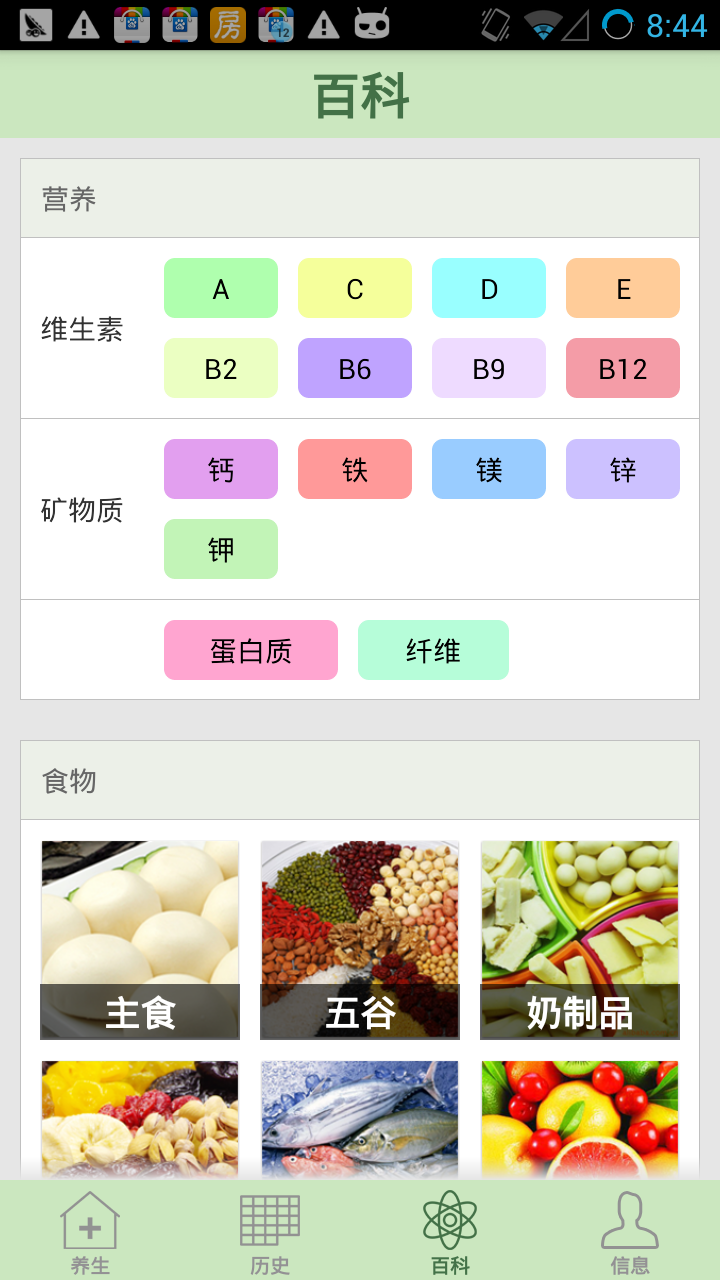 房
12
8:44
百科
营养
维生素
A C D E
B2 B6 B9 B12
矿物质
钙 铁 镁 锌
钾
蛋白质 纤维
食物
主食 五谷 奶制品
养生 历史 百科 信息